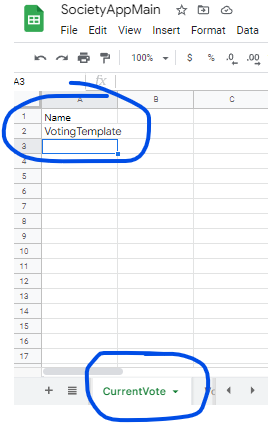 SocietyAppMain
File Edit View Insert Format Data
100% $ % .0 .00
A3 fx
A B C
1 Name
2 VotingTemplate
3
4
5
6
7
8
9
10
11
12
13
14
15
16
17
CurrentVote